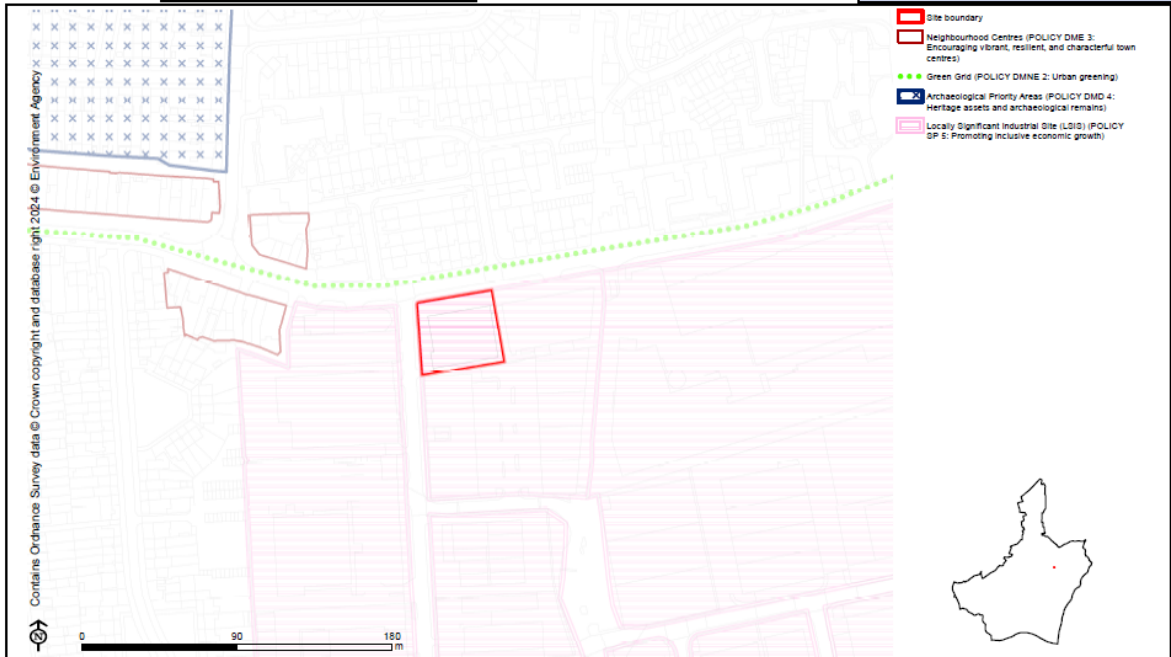 Site boundary
Neighbourhood Centres (POLICY DME 3:
Encouraging vibrant, resilient, and characterful town
centres)
Green Grid (POLICY DMNE 2: Urban greening)
Archaeological Priority Areas (POLICY DMD 4:
Heritage assets and archaeological remains)
Locally Significant Industrial Site (LSIS) (POLICY
SP 5: Promoting inclusive economic growth)
Contains Ordnance Survey data © Crown copyright and database right 2024 © Environment Agency
N
0 90 180
m